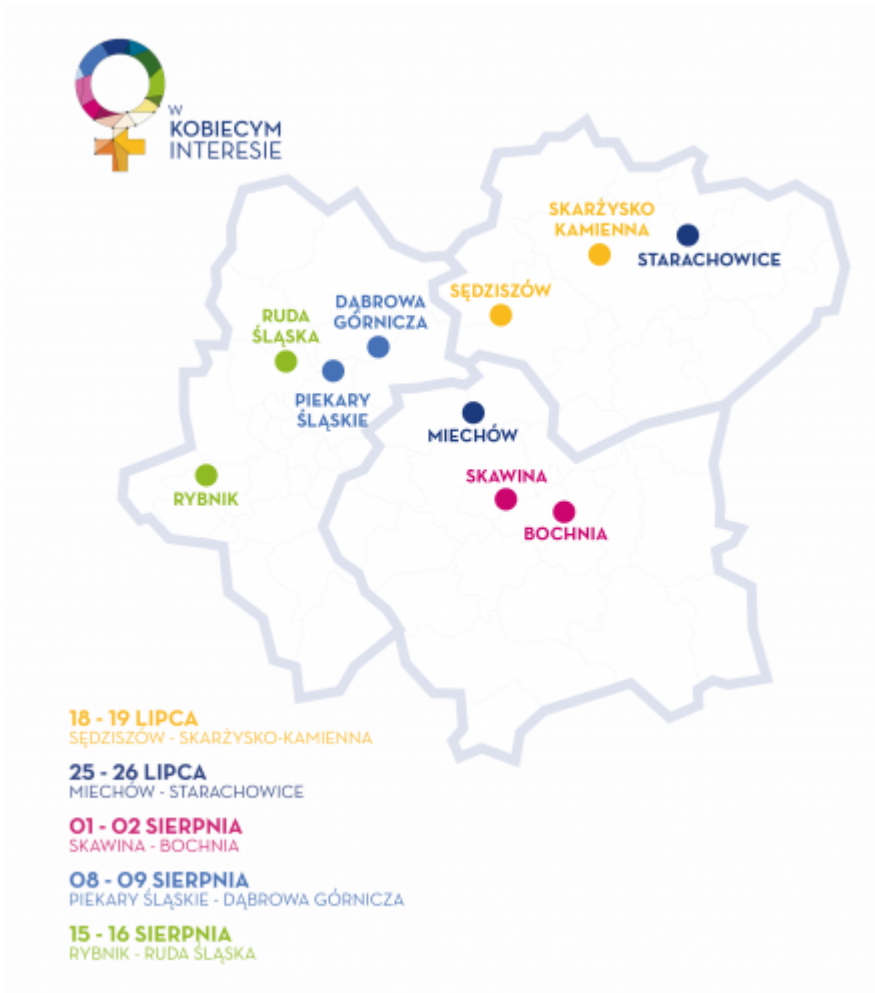 W
KOBIECYM
INTERESIE
SKARŻYSKO
KAMIENNA
STARACHOWICE
SĘDZISZÓW
DĄBROWA
GÓRNICZA
RUDA
ŚLĄSKA
PIEKARY
ŚLĄSKIE
MIECHÓW
SKAWINA
RYBNIK
BOCHNIA
18 - 19 LIPCA
SĘDZISZÓW - SKARŻYSKO-KAMIENNA
25 - 26 LIPCA
MIECHÓW - STARACHOWICE
01 - 02 SIERPNIA
SKAWINA - BOCHNIA
08 - 09 SIERPNIA
PIEKARY ŚLĄSKIE - DĄBROWA GÓRNICZA
15 - 16 SIERPNIA
RYBNIK - RUDA ŚLĄSKA